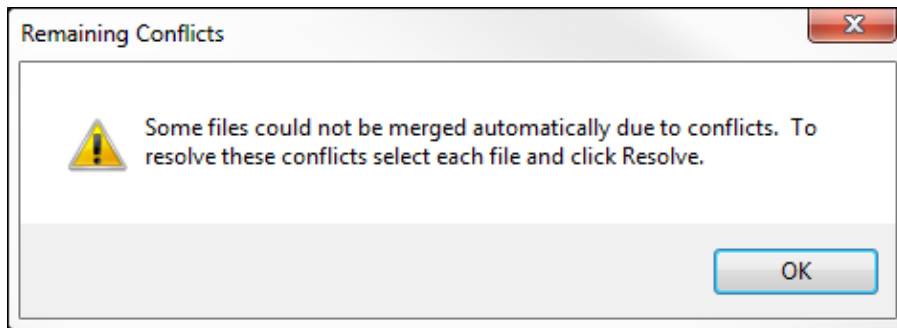 Remaining Conflicts
Some files could not be merged automatically due to conflicts.  To
resolve these conflicts select each file and click Resolve.
OK